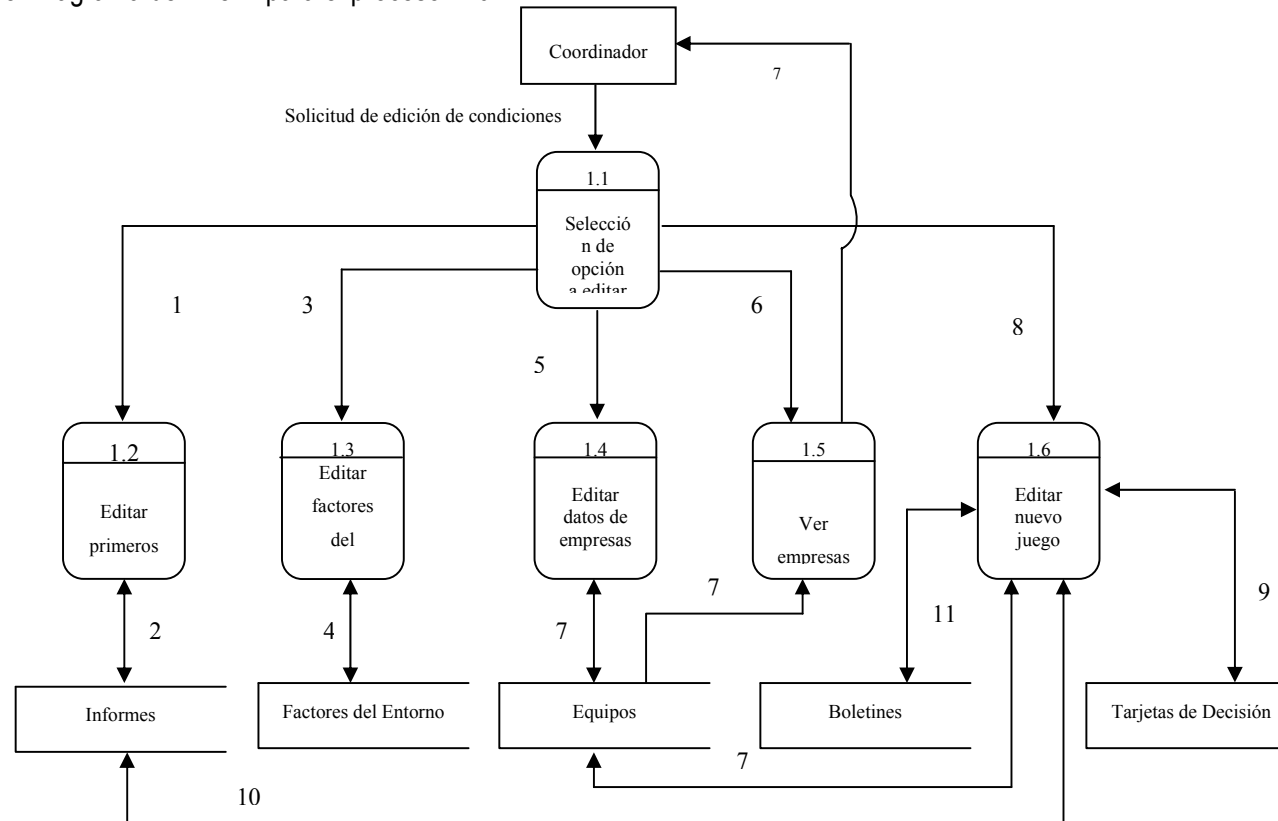 Coordinador
7
Solicitud de edición de condiciones
1.1
Selecció
n de
opción
a editar
1
3
5
6
8
1.2
Editar
primeros
1.3
Editar
factores
del
1.4
Editar
datos de
empresas
1.5
Ver
empresas
1.6
Editar
nuevo
juego
2
4
7
7
11
9
Informes
Factores del Entorno
Equipos
Boletines
Tarjetas de Decisión
7
10